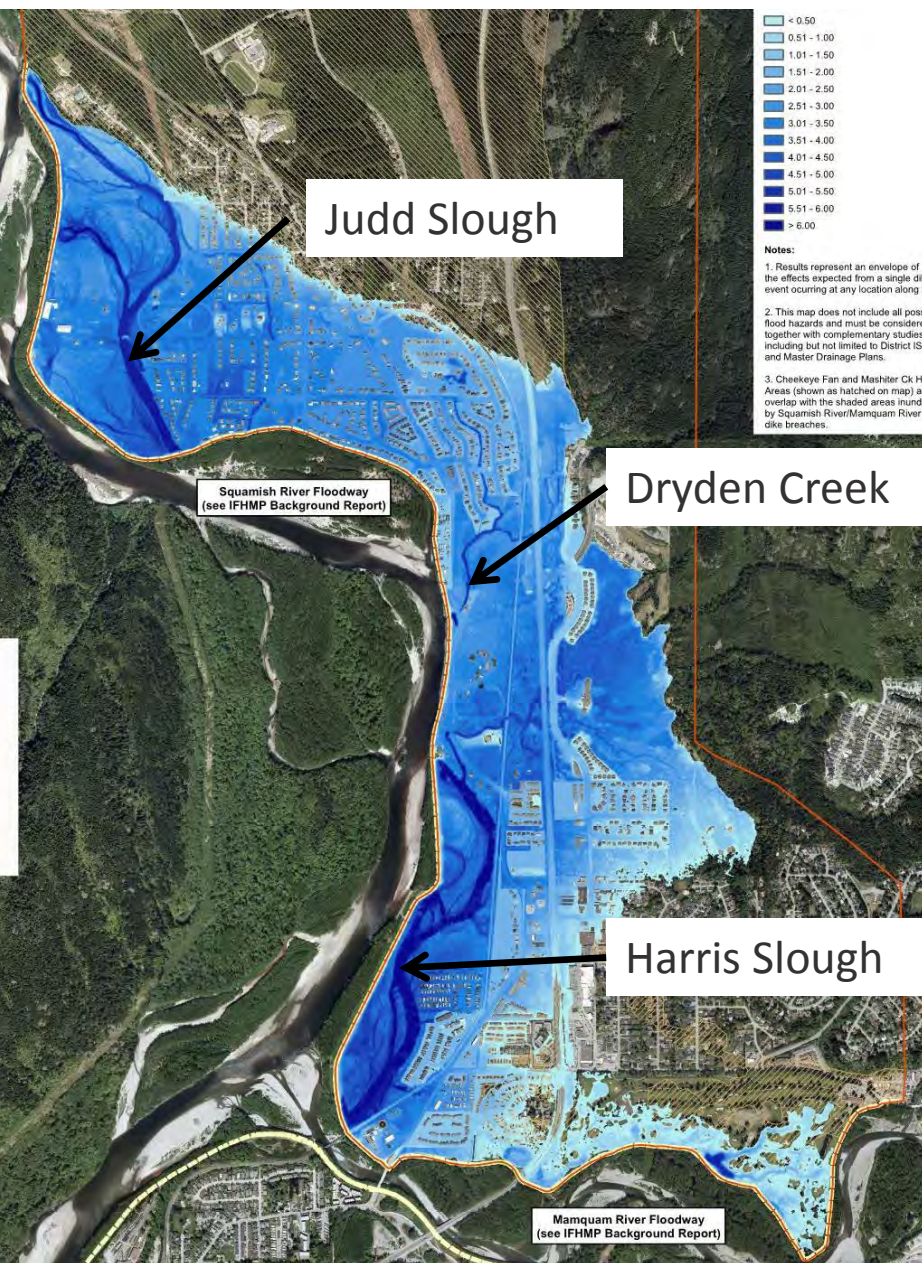 < 0.50
0.51 - 1.00
1.01 - 1.50
1.51 - 2.00
2.01 - 2.50
2.51 - 3.00
3.01 - 3.50
3.51 - 4.00
4.01 - 4.50
4.51 - 5.00
5.01 - 5.50
5.51 - 6.00
> 6.00
Notes:
1. Results represent an envelope of
the effects expected from a single di
event ocurring at any location along
2. This map does not include all posi
flood hazards and must be considere
together with complementary studies
including but not limited to District IS
and Master Drainage Plans.
3. Cheekeye Fan and Mashiter Ck H
Areas (shown as hatched on map) a
overlap with the shaded areas inund
by Squamish River/Mamquam River
dike breaches.
Judd Slough
Squamish River Floodway
(see IFHMP Background Report)
Dryden Creek
Harris Slough
Mamquam River Floodway
(see IFHMP Background Report)